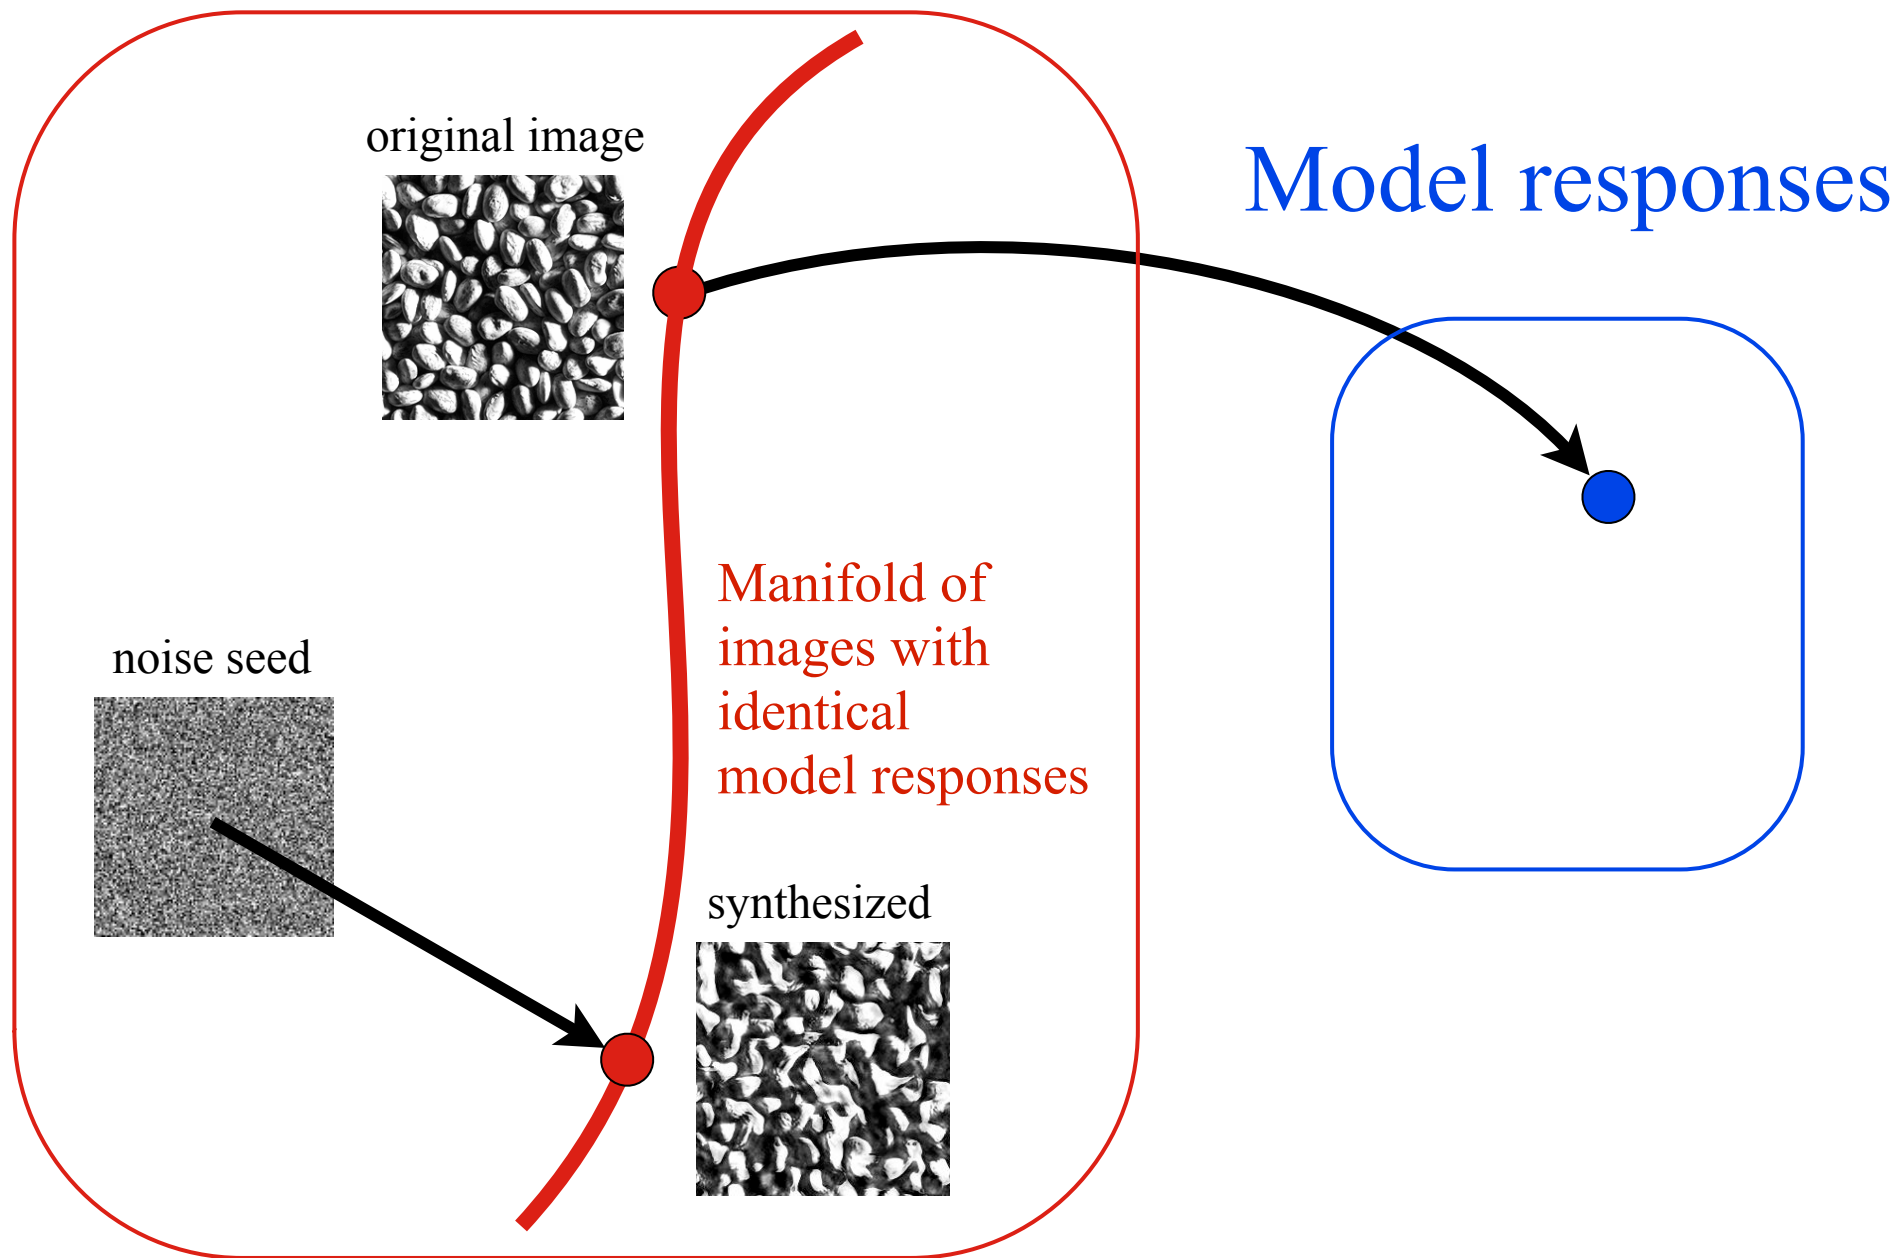 original image
Model responses
Manifold of
images with
identical
model responses
noise seed
synthesized